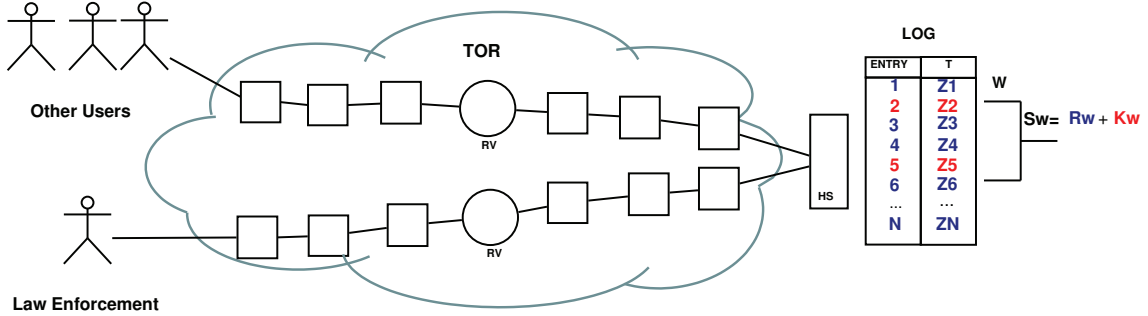 LOG
TOR
ENTRY T
1 Z1
W
2 Z2
3 Z3
Sw= Rw + Kw
4 Z4
5 Z5
6 Z6
... ...
N ZN
Other Users
RV
HS
RV
Law Enforcement